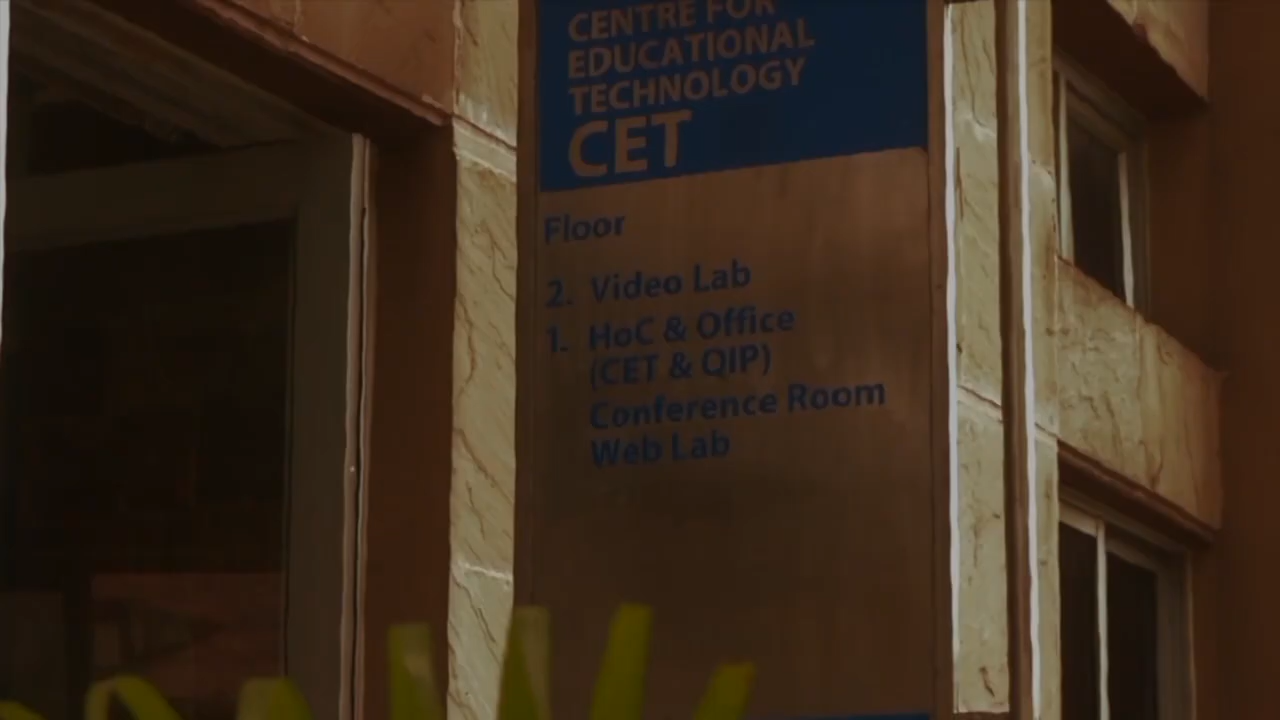 CENTRE FOR
EDUCATIONAL
TECHNOLOGY
CET
Floor
2. Video Lab
1. HoC & Office
(CET & QIP)
Conference Room
Web Lab